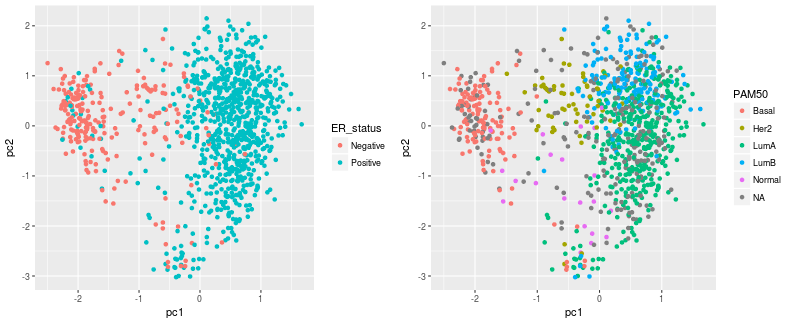 2
1
0
-1
-2
-3
pc2
-2
-1
0
1
pc1
ER_status
Negative
Positive
2
1
0
-1
-2
-3
pc2
-2
-1
0
1
pc1
PAM50
Basal
Her2
LumA
LumB
Normal
NA